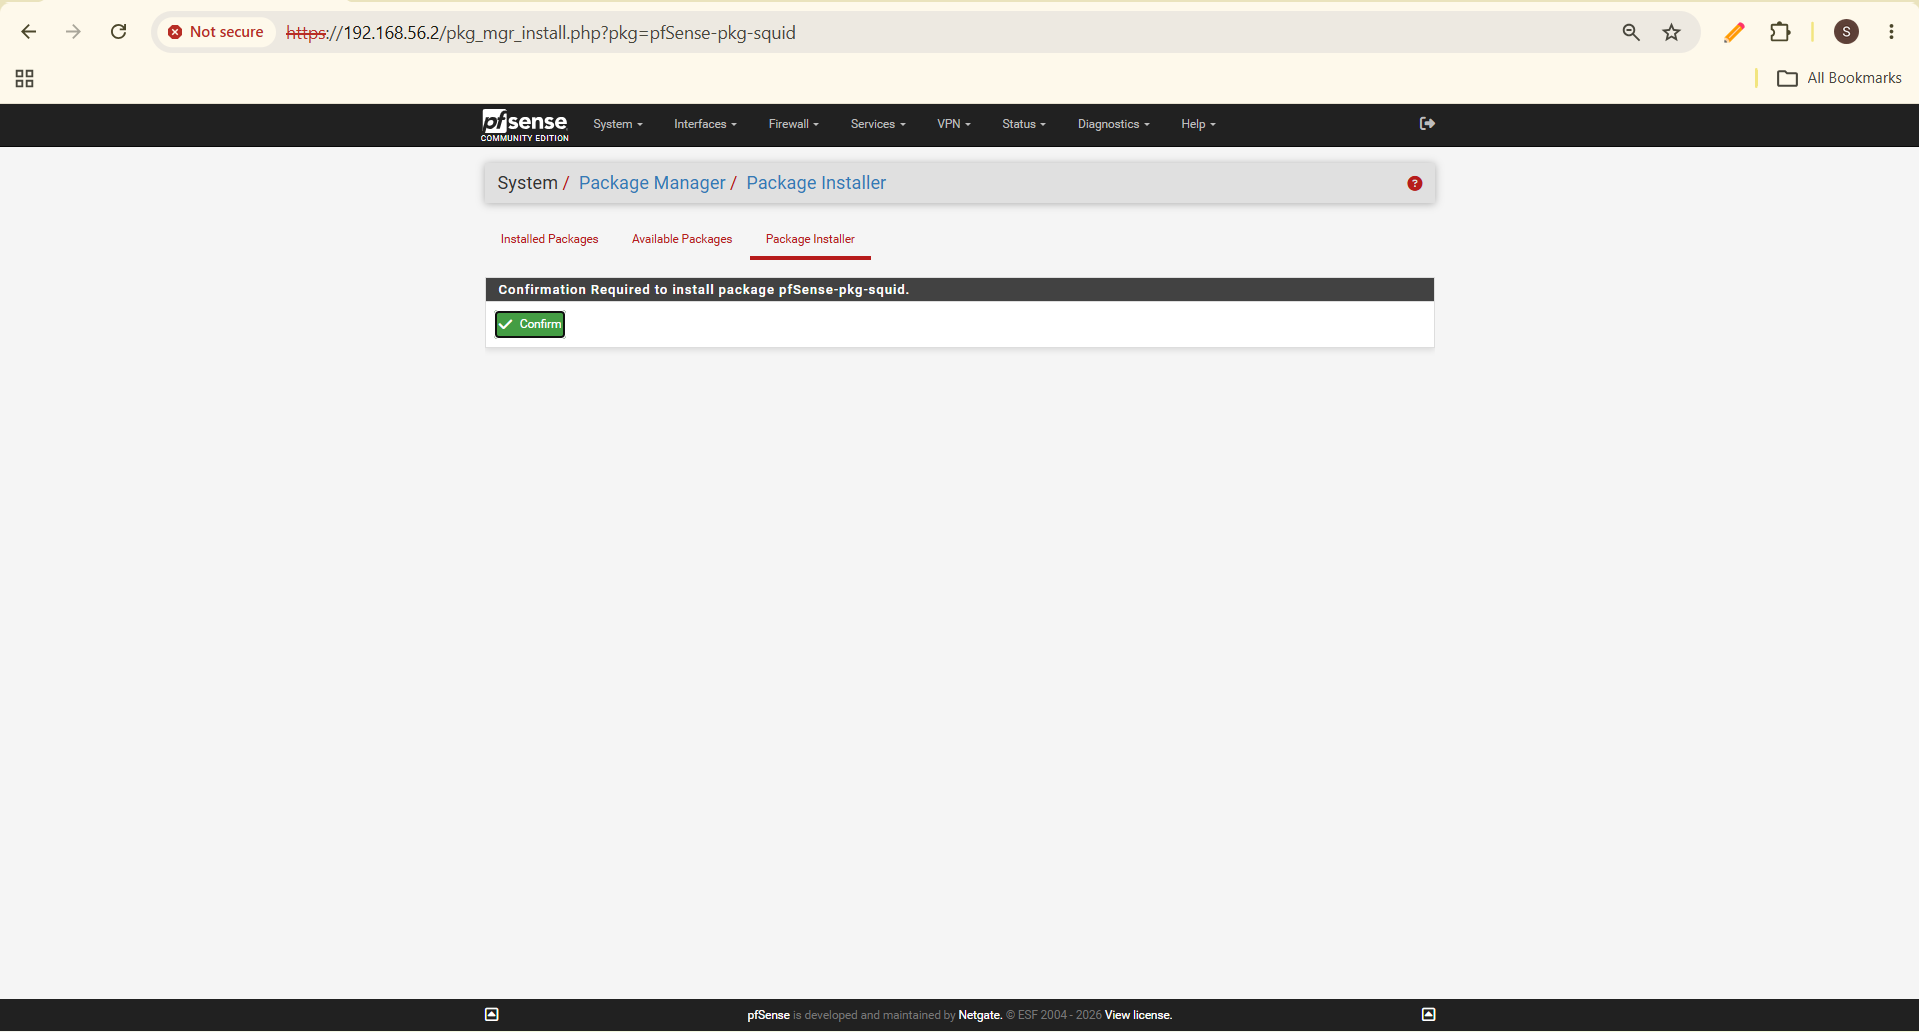 Not secure https://192.168.56.2/pkg_mgr_install.php?pkg=pfSense-pkg-squid S
All Bookmarks
pfsense System Interfaces Firewall Services VPN Status Diagnostics Help
COMMUNITY EDITION
System / Package Manager / Package Installer ?
Installed Packages Available Packages Package Installer
Confirmation Required to install package pfSense-pkg-squid.
Confirm
pfSense is developed and maintained by Netgate. © ESF 2004 - 2026 View license.